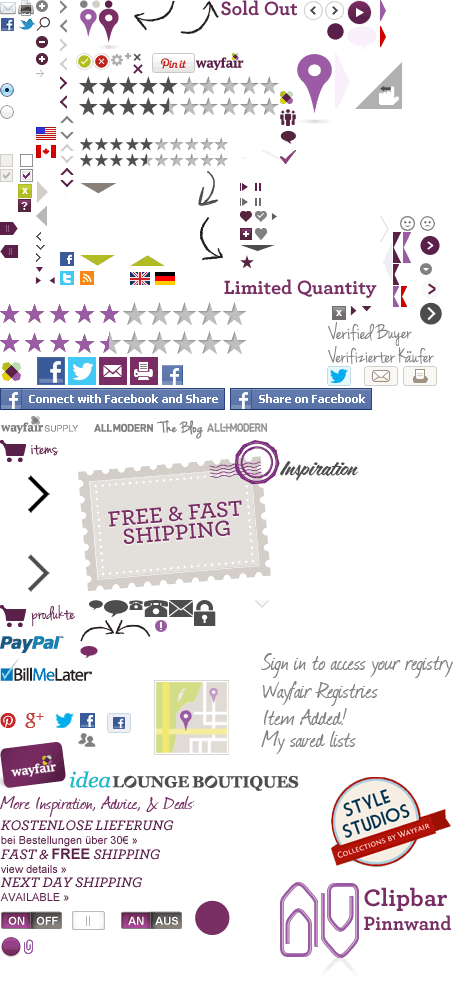 Sold Out
Pin it wayfair
x
?
Limited Quantity
x
Verified Buyer
Verifizierter Käufer
Connect with Facebook and Share
Share on Facebook
wayfair SUPPLY ALLMODERN The Blog ALLMODERN
items
Inspiration
FREE & FAST
SHIPPING
produkte
PayPal
BillMeLater
Sign in to access your registry
Wayfair Registries
Item Added!
My saved lists
g+
wayfair
idea LOUNGE BOUTIQUES
More Inspiration, Advice, & Deals:
STYLE
STUDIOS
COLLECTIONS BY WAYFAIR
KOSTENLOSE LIEFERUNG
bei Bestellungen über 30€ »
FAST & FREE SHIPPING
view details »
NEXT DAY SHIPPING
AVAILABLE »
ON OFF || AN AUS
Clipbar
Pinnwand